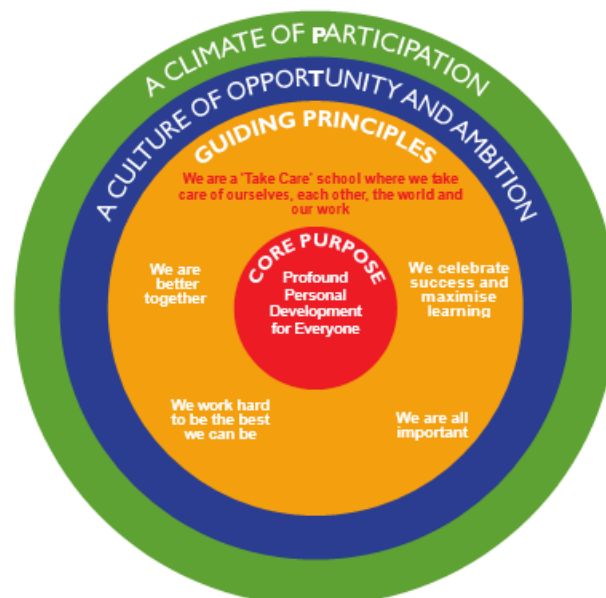 A CLIMATE OF PARTICIPATION
A CULTURE OF OPPORTUNITY AND AMBITION
GUIDING PRINCIPLES
We are a 'Take Care' school where we take
care of ourselves, each other, the world and
our work
CORE PURPOSE
Profound
Personal
Development
for Everyone
We are
better
together
We celebrate
success and
maximise
learning
We work hard
to be the best
we can be
We are all
important